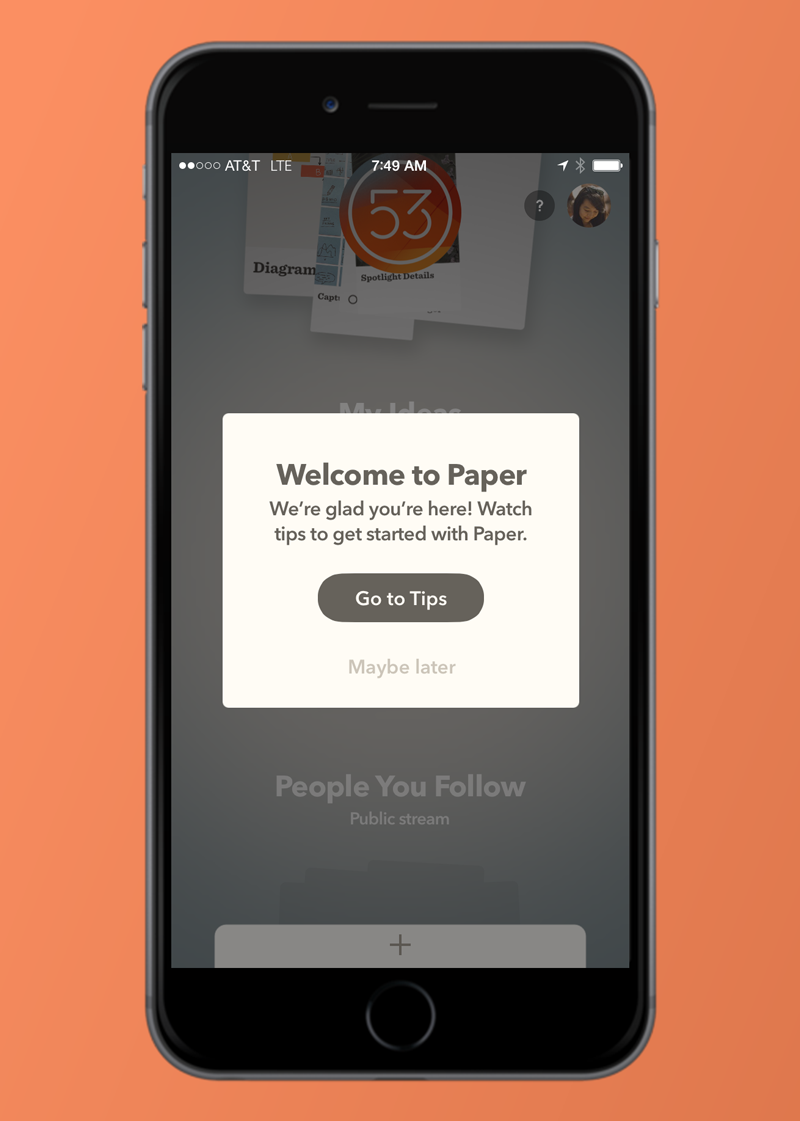 AT&T LTE 7:49 AM
53
?
Diagram
Spotlight Details
Capt
My Ideas
Welcome to Paper
We're glad you're here! Watch
tips to get started with Paper.
Go to Tips
Maybe later
People You Follow
Public stream
+